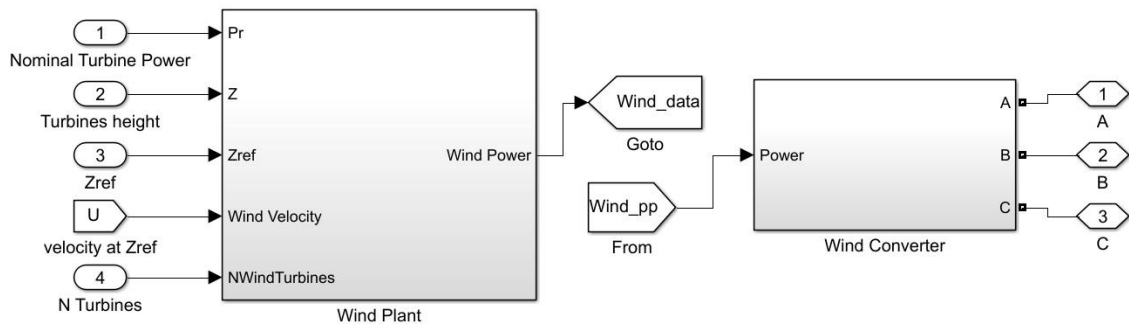 1
Nominal Turbine Power
2
Turbines height
3
Zref
U
velocity at Zref
4
N Turbines
Pr
Z
Zref
Wind Velocity
NWindTurbines
Wind Power
Wind Plant
Wind_data
Goto
Wind_pp
From
Power
A
B
C
Wind Converter
1
A
2
B
3
C